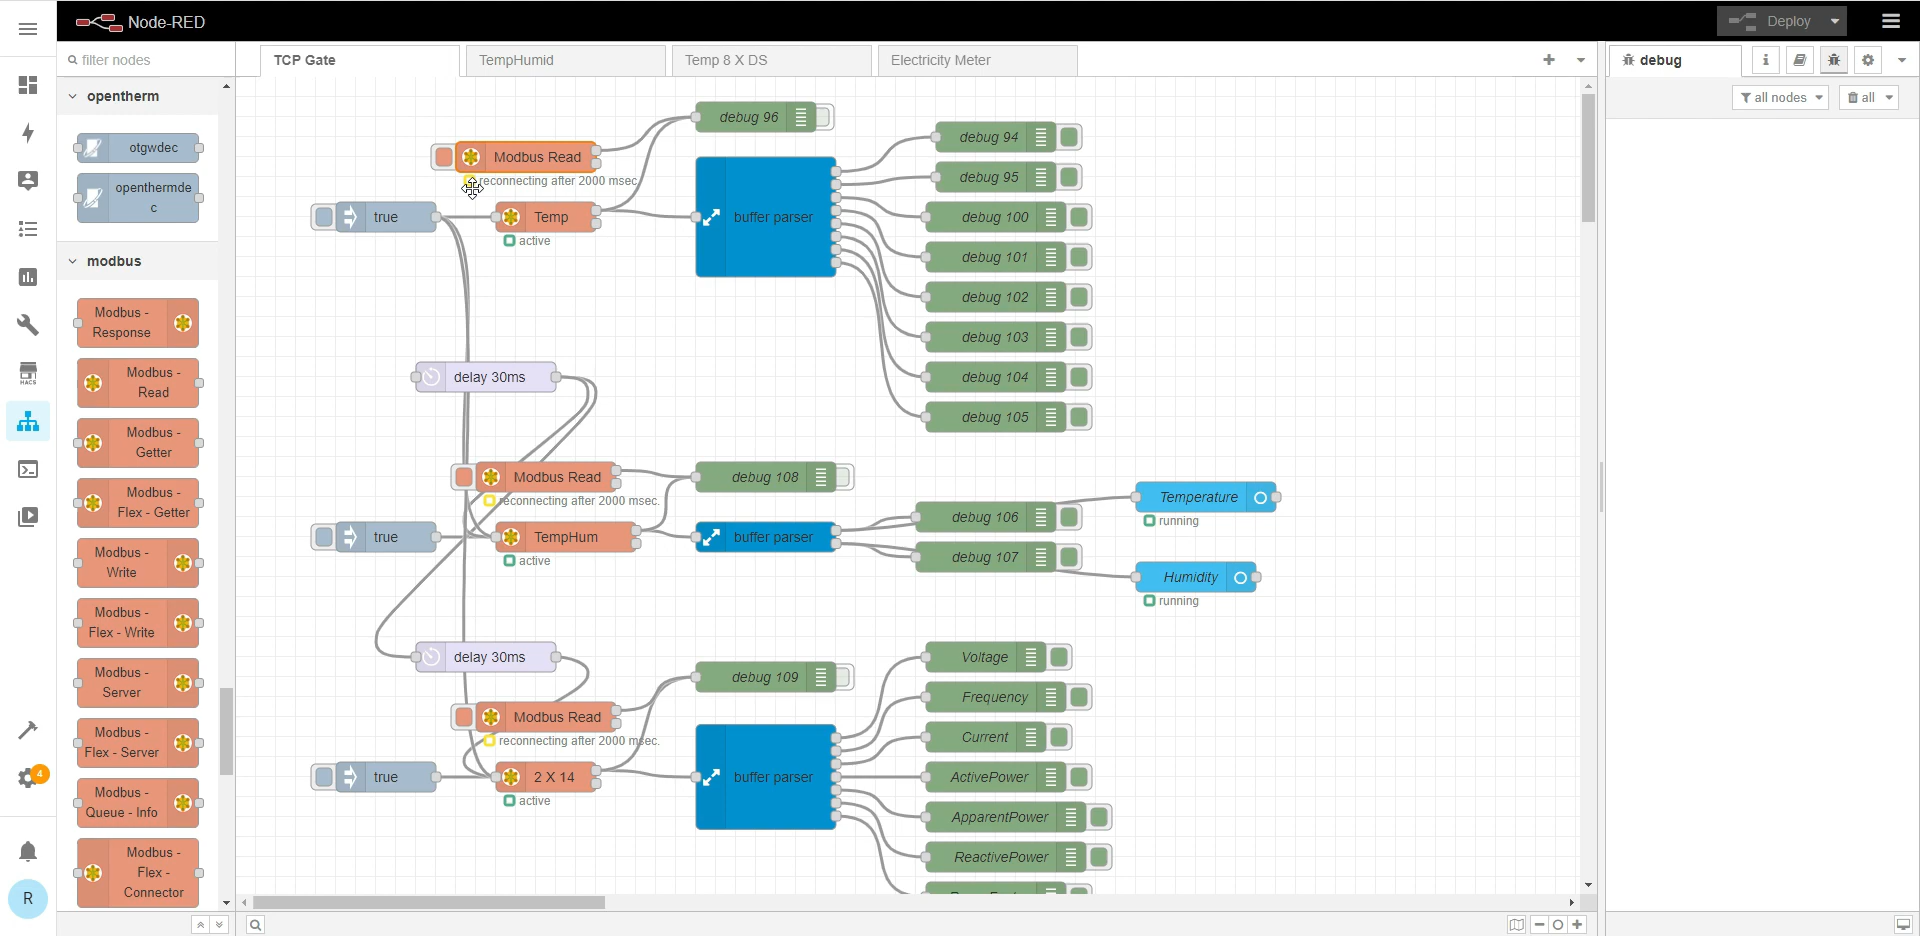 Node-RED
Deploy
filter nodes
TCP Gate
TempHumid
Temp 8 X DS
Electricity Meter
debug
i
all nodes
all
opentherm
otgwdec
openthermde
c
modbus
Modbus -
Response
Modbus -
Read
Modbus -
Getter
Modbus -
Flex - Getter
Modbus -
Write
Modbus -
Flex - Write
Modbus -
Server
Modbus -
Flex - Server
Modbus -
Queue - Info
Modbus -
Flex -
Connector
HACS
4
R
debug 96
Modbus Read
reconnecting after 2000 msec
true
Temp
active
buffer parser
debug 94
debug 95
debug 100
debug 101
debug 102
debug 103
debug 104
debug 105
delay 30ms
Modbus Read
reconnecting after 2000 msec.
debug 108
true
TempHum
active
buffer parser
debug 106
debug 107
Temperature
running
Humidity
running
delay 30ms
debug 109
Modbus Read
reconnecting after 2000 msec.
true
2 X 14
active
buffer parser
Voltage
Frequency
Current
ActivePower
ApparentPower
ReactivePower